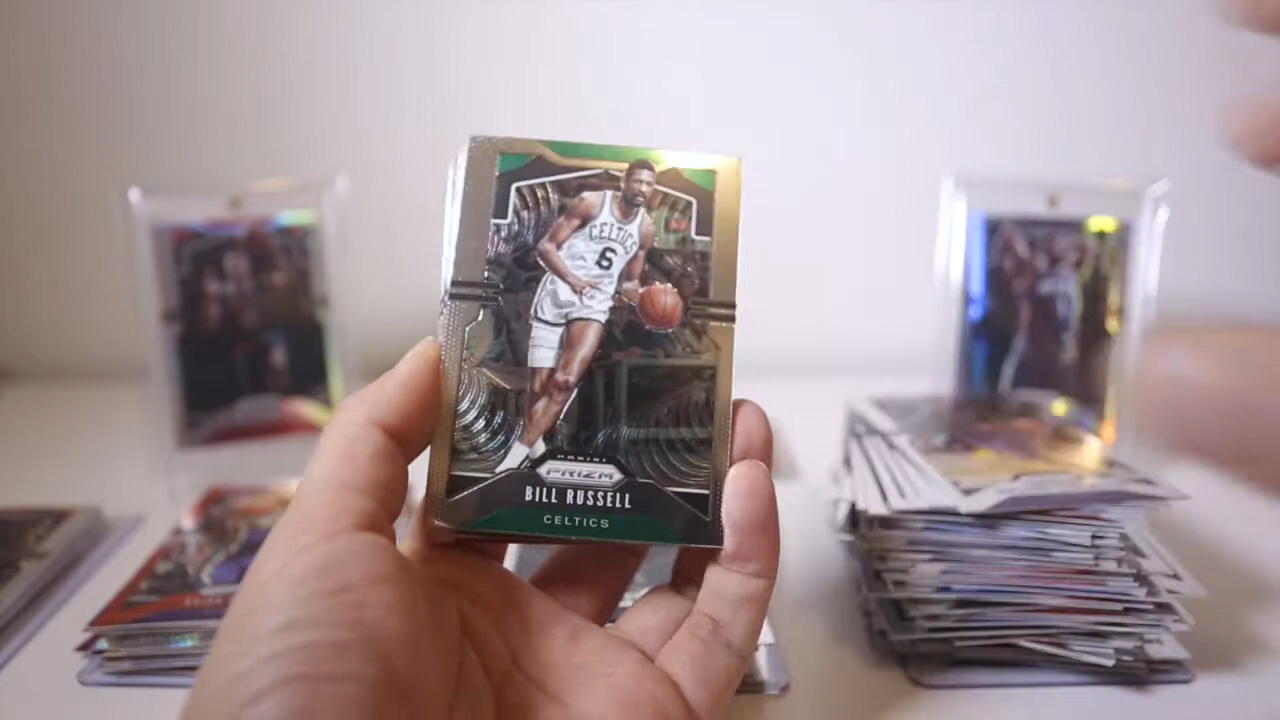 CELTICS
6
PANINI
PRIZM
BILL RUSSELL
CELTICS